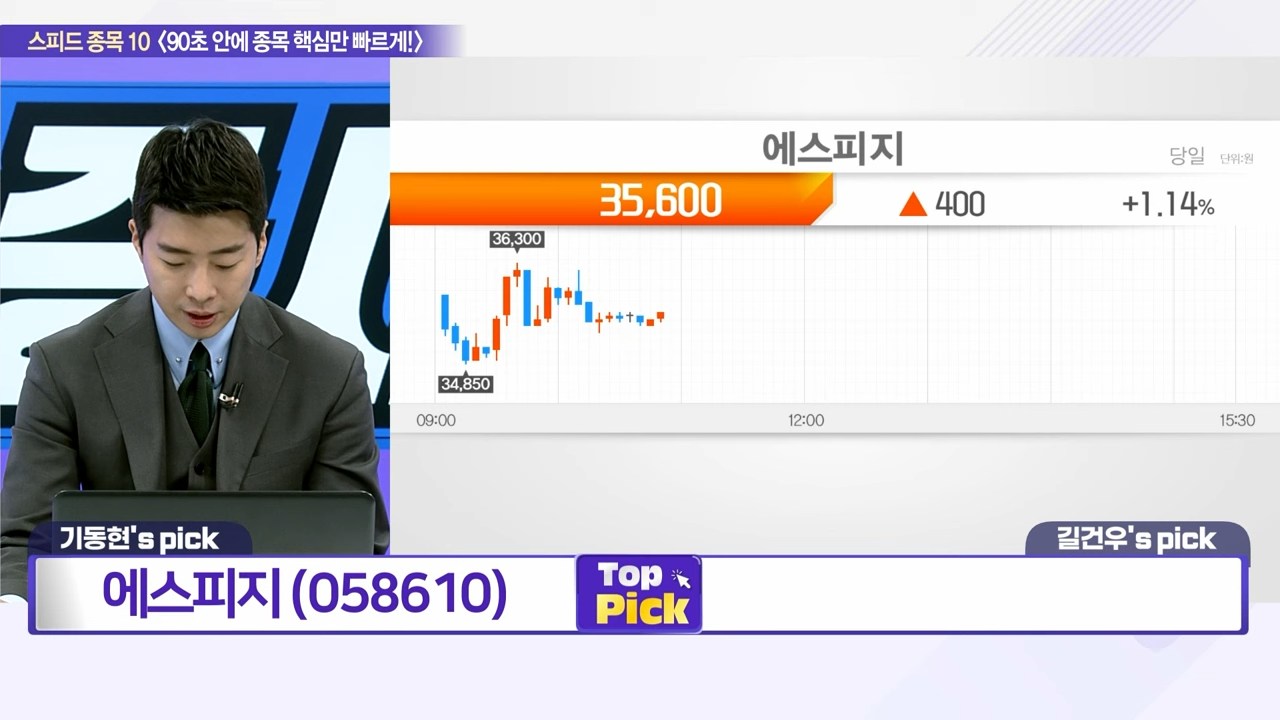 스피드 종목 10 <90초 안에 종목 핵심만 빠르게!>
에스피지
당일 단위:원
35,600 ▲ 400 +1.14%
36,300
34,850
09:00 12:00 15:30
기동현's pick
길건우's pick
에스피지 (058610)
Top
Pick